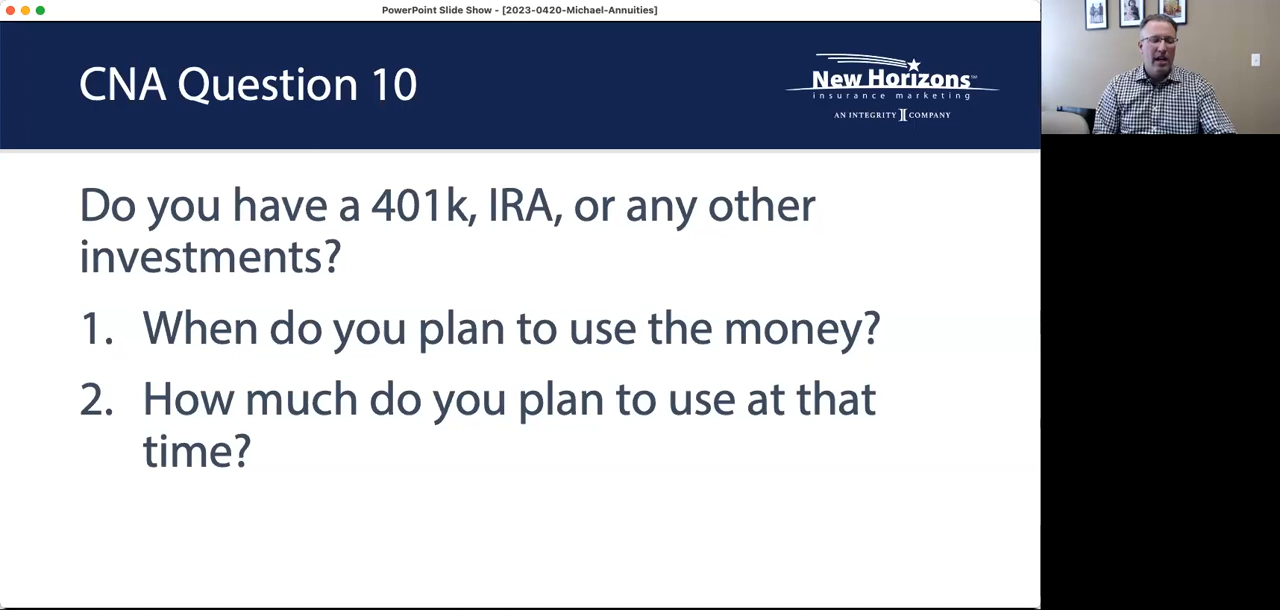 PowerPoint Slide Show - [2023-0420-Michael-Annuities]
CNA Question 10
New Horizons™
insurance marketing
AN INTEGRITY COMPANY
Do you have a 401k, IRA, or any other
investments?
1. When do you plan to use the money?
2. How much do you plan to use at that
time?